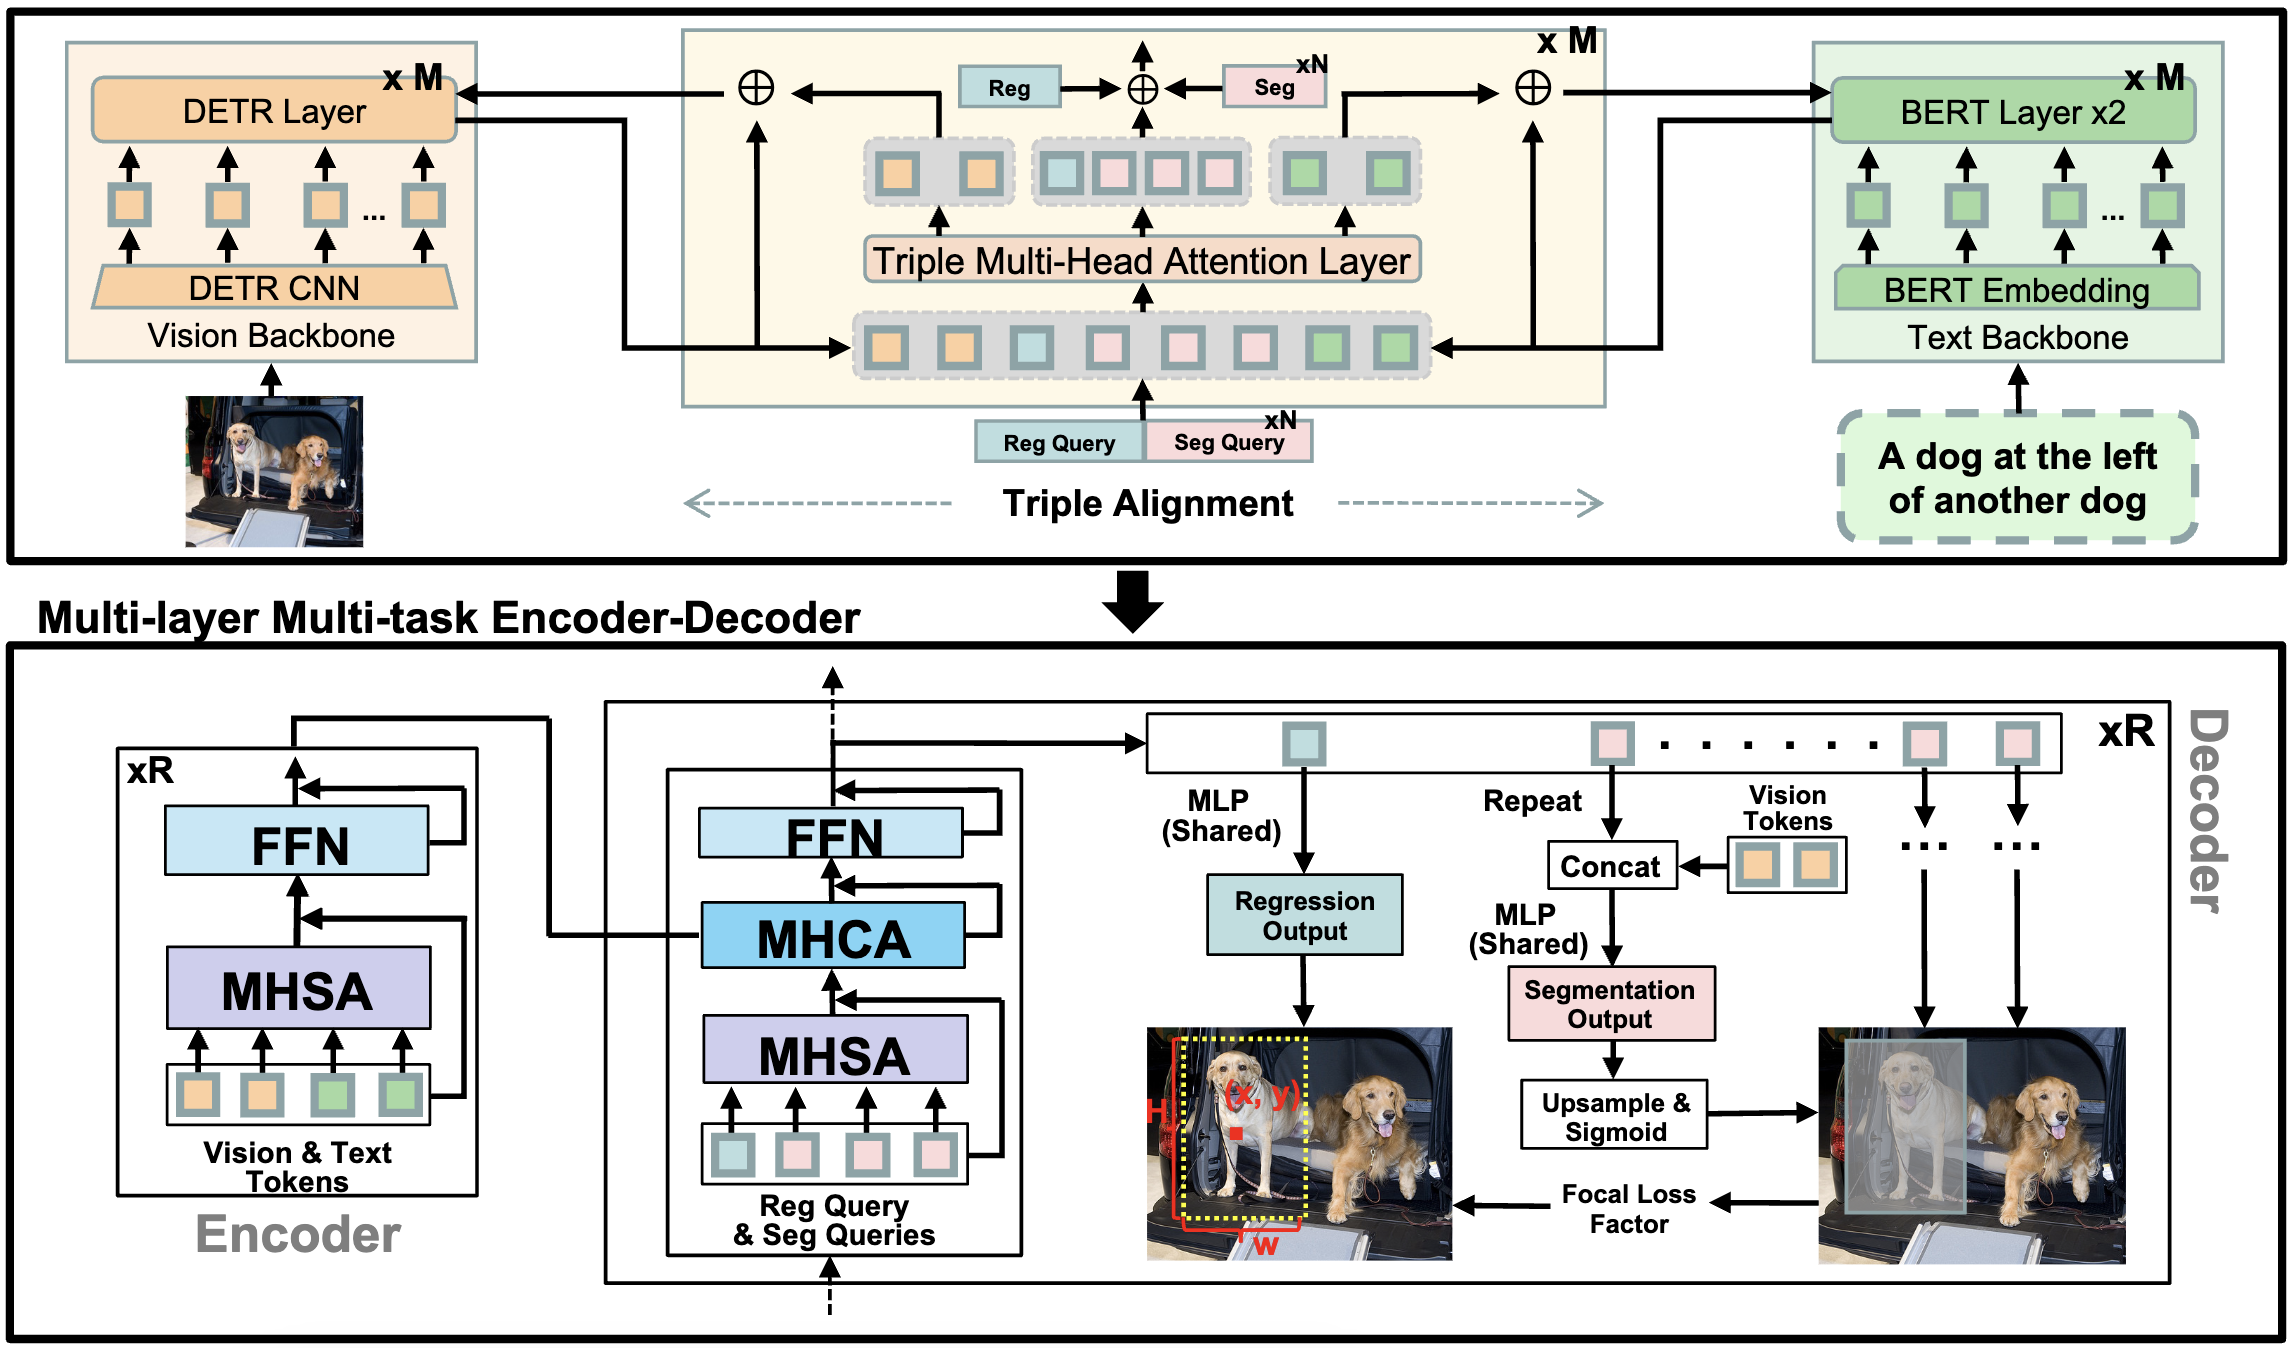 x M
DETR Layer
...
DETR CNN
Vision Backbone
x M
Reg
Seg
xN
Triple Multi-Head Attention Layer
Reg Query
Seg Query
xN
Triple Alignment
x M
BERT Layer x2
...
BERT Embedding
Text Backbone
A dog at the left
of another dog
Multi-layer Multi-task Encoder-Decoder
xR
FFN
MHSA
Vision & Text
Tokens
Encoder
FFN
MHCA
MHSA
Reg Query
& Seg Queries
xR
Decoder
. . . . . .
MLP
(Shared)
Regression
Output
Repeat
Vision
Tokens
Concat
...
...
MLP
(Shared)
Segmentation
Output
Upsample &
Sigmoid
Focal Loss
Factor
(x, y)
H
w